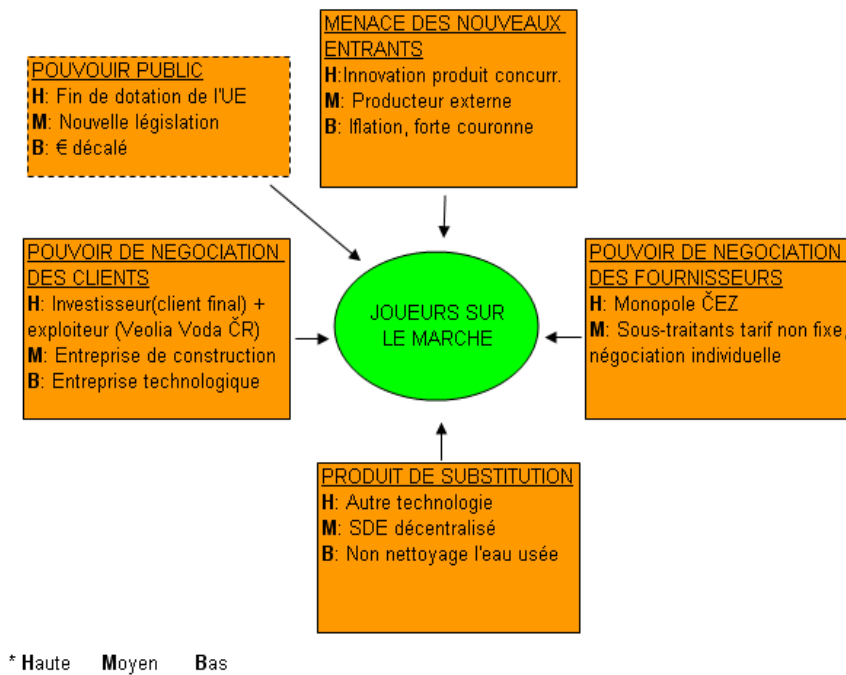 MENACE DES NOUVEAUX
ENTRANTS
H:Innovation produit concurr.
M: Producteur externe
B: Iflation, forte couronne
POUVOUIR PUBLIC
H: Fin de dotation de l'UE
M: Nouvelle législation
B: € décalé
POUVOIR DE NEGOCIATION
DES CLIENTS
H: Investisseur(client final) +
exploiteur (Veolia Voda ČR)
M: Entreprise de construction
B: Entreprise technologique
JOUEURS SUR
LE MARCHE
POUVOIR DE NEGOCIATION
DES FOURNISSEURS
H: Monopole ČEZ
M: Sous-traitants tarif non fixe,
négociation individuelle
PRODUIT DE SUBSTITUTION
H: Autre technologie
M: SDE décentralisé
B: Non nettoyage l'eau usée
* Haute Moyen Bas